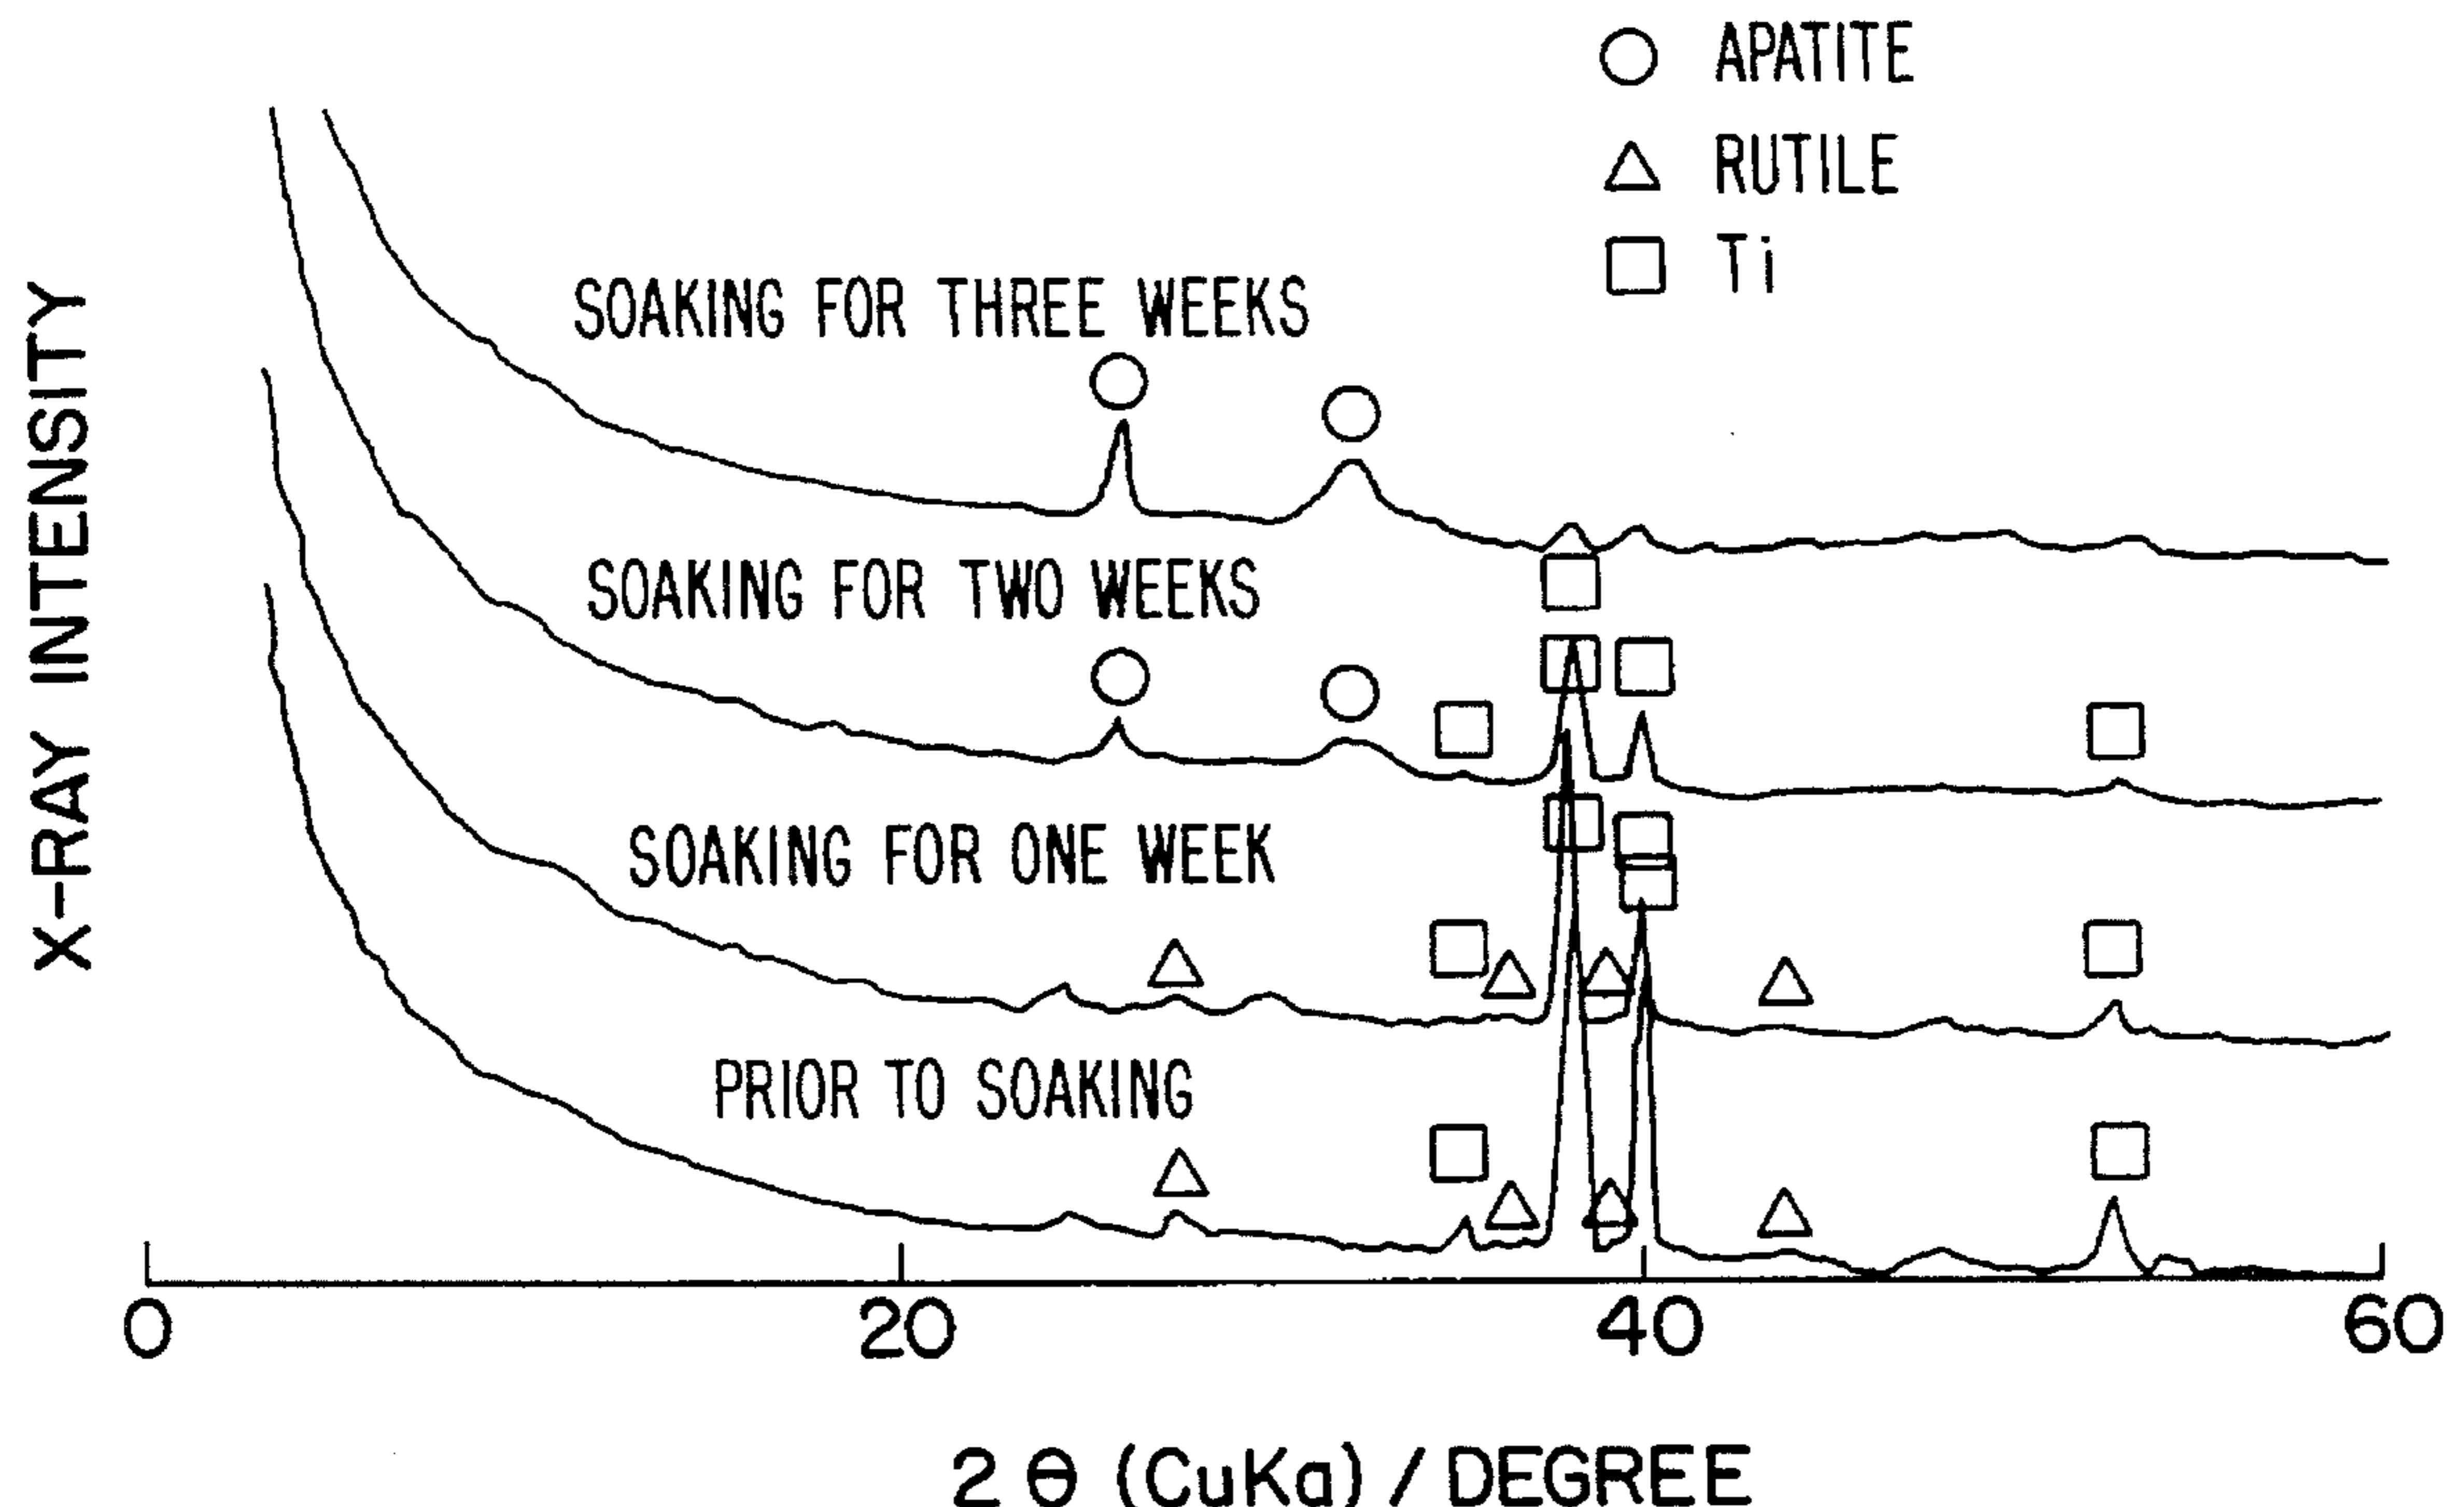 APATITE
RUTILE
Ti
X-RAY INTENSITY
SOAKING FOR THREE WEEKS
SOAKING FOR TWO WEEKS
SOAKING FOR ONE WEEK
PRIOR TO SOAKING
0 20 40 60
2 θ (CuKa) / DEGREE